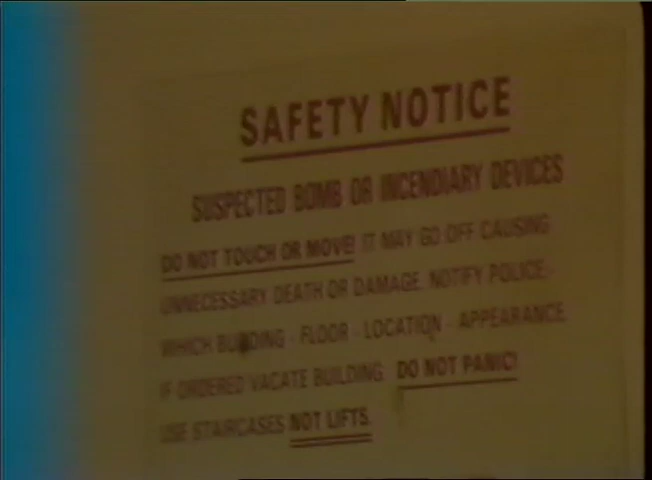 SAFETY NOTICE
SUSPECTED BOMB OR INCENDIARY DEVICES
DO NOT TOUCH OR MOVE! IT MAY GO OFF CAUSING
UNNECESSARY DEATH OR DAMAGE. NOTIFY POLICE:-
WHICH BUILDING - FLOOR - LOCATION - APPEARANCE
IF ORDERED VACATE BUILDING. DO NOT PANIC!
USE STAIRCASES NOT LIFTS.